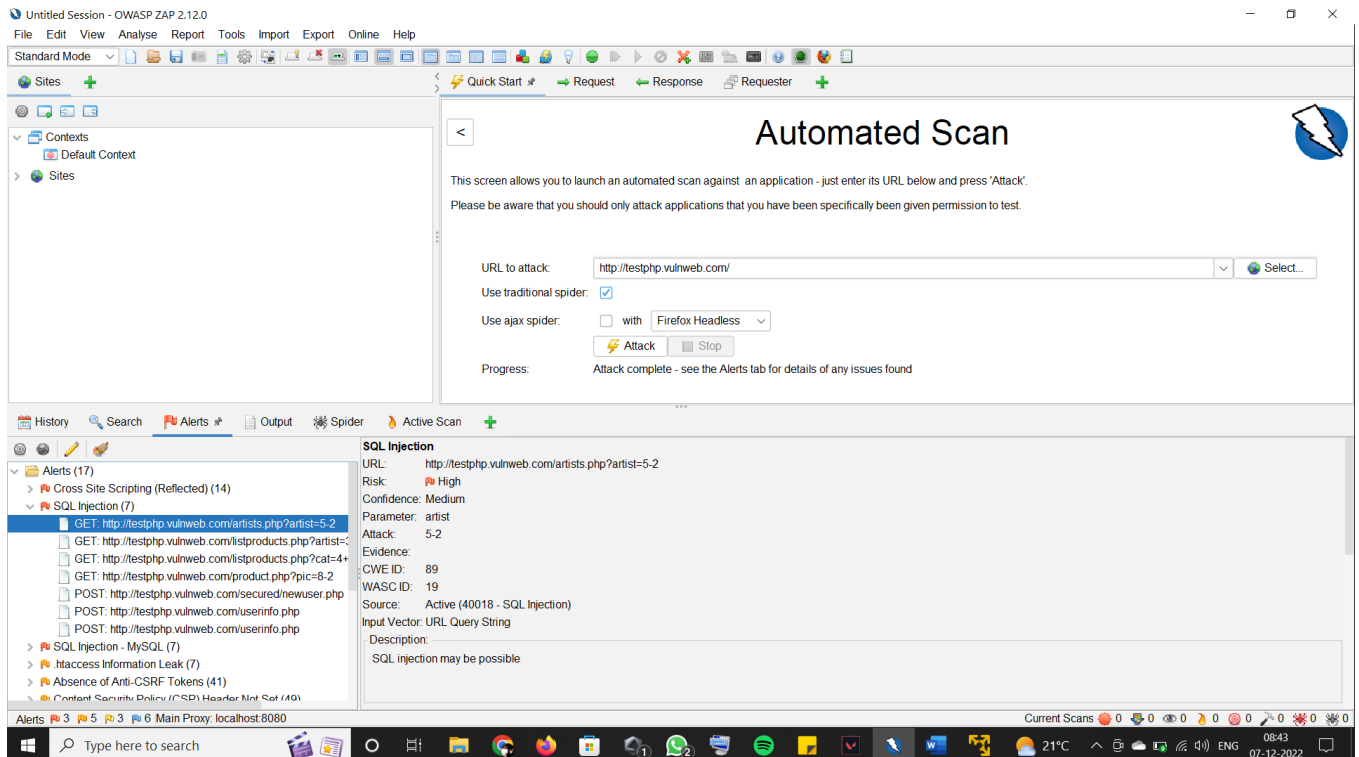 Untitled Session - OWASP ZAP 2.12.0
File Edit View Analyse Report Tools Import Export Online Help
Standard Mode
Sites
Quick Start Request Response Requester
Contexts
Default Context
Sites
<
Automated Scan
This screen allows you to launch an automated scan against an application - just enter its URL below and press 'Attack'.
Please be aware that you should only attack applications that you have been specifically been given permission to test.
URL to attack: http://testphp.vulnweb.com/ Select...
Use traditional spider:
Use ajax spider: with Firefox Headless
Attack Stop
Progress: Attack complete - see the Alerts tab for details of any issues found
History Search Alerts Output Spider Active Scan
Alerts (17)
Cross Site Scripting (Reflected) (14)
SQL Injection (7)
GET: http://testphp.vulnweb.com/artists.php?artist=5-2
GET: http://testphp.vulnweb.com/listproducts.php?artist=
GET: http://testphp.vulnweb.com/listproducts.php?cat=4+
GET: http://testphp.vulnweb.com/product.php?pic=8-2
POST: http://testphp.vulnweb.com/secured/newuser.php
POST: http://testphp.vulnweb.com/userinfo.php
POST: http://testphp.vulnweb.com/userinfo.php
SQL Injection - MySQL (7)
.htaccess Information Leak (7)
Absence of Anti-CSRF Tokens (41)
Content Security Policy (CSP) Header Not Set (49)
SQL Injection
URL: http://testphp.vulnweb.com/artists.php?artist=5-2
Risk: High
Confidence: Medium
Parameter: artist
Attack: 5-2
Evidence:
CWE ID: 89
WASC ID: 19
Source: Active (40018 - SQL Injection)
Input Vector: URL Query String
Description:
SQL injection may be possible
Alerts 3 5 3 6 Main Proxy: localhost:8080
Current Scans 0 0 0 0 0 0 0 0
Type here to search
21°C ENG 08:43
07-12-2022